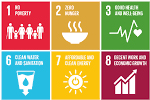 1 NO
POVERTY
2 ZERO
HUNGER
3 GOOD HEALTH
AND WELL-BEING
6 CLEAN WATER
AND SANITATION
7 AFFORDABLE AND
CLEAN ENERGY
8 DECENT WORK AND
ECONOMIC GROWTH